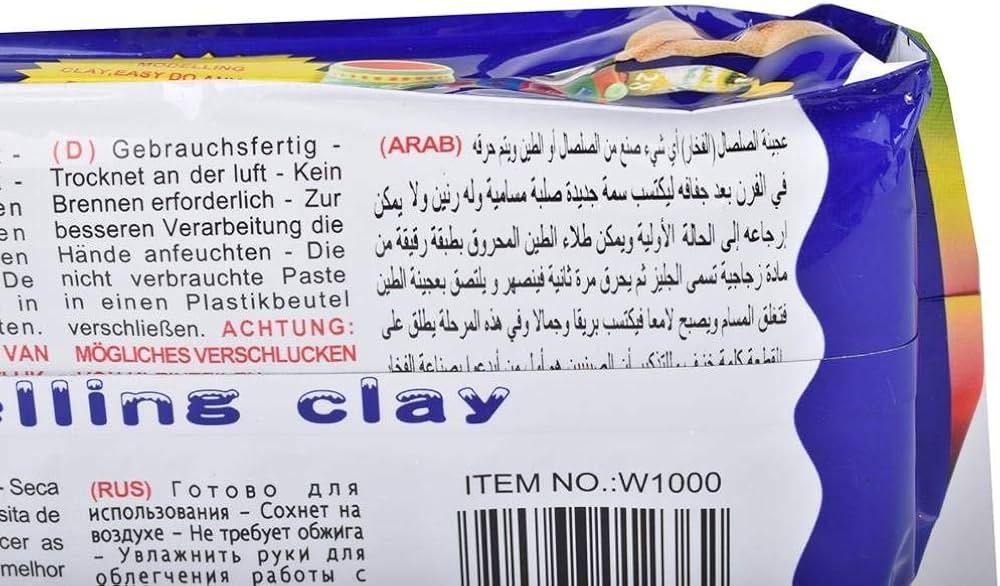 MODELLING
CLAY, EASY DO
-
-
en
en
en
De
in
ten.
VAN
(D) Gebrauchsfertig -
Trocknet an der luft - Kein
Brennen erforderlich - Zur
besseren Verarbeitung die
Hände anfeuchten - Die
nicht verbrauchte Paste
in einen Plastikbeutel
verschließen. ACHTUNG:
MÖGLICHES VERSCHLUCKEN
(ARAB) عجينة الصلصال (الفخار) أي شيء صنع من الصلصال أو الطين ويتم حرقه
في الفرن بعد جفافه ليكتسب سمة جديدة صلبة مسامية وله رنين ولا يمكن
إرجاعه إلى الحالة الأولية ويمكن طلاء الطين المحروق بطبقة رقيقة من
مادة زجاجية تسمى الجليز ثم يحرق مرة ثانية فينصهر و يلتصق بعجينة الطين
فتغلق المسام ويصبح لامعا فيكتسب بريقا وجمالا وفي هذه المرحلة يطلق على
lling clay
- Seca
sita de
cer as
melhor
(RUS) Готово для
использования – Сохнет на
воздухе – Не требует обжига
– Увлажнить руки для
облегчения работы с
ITEM NO.:W1000